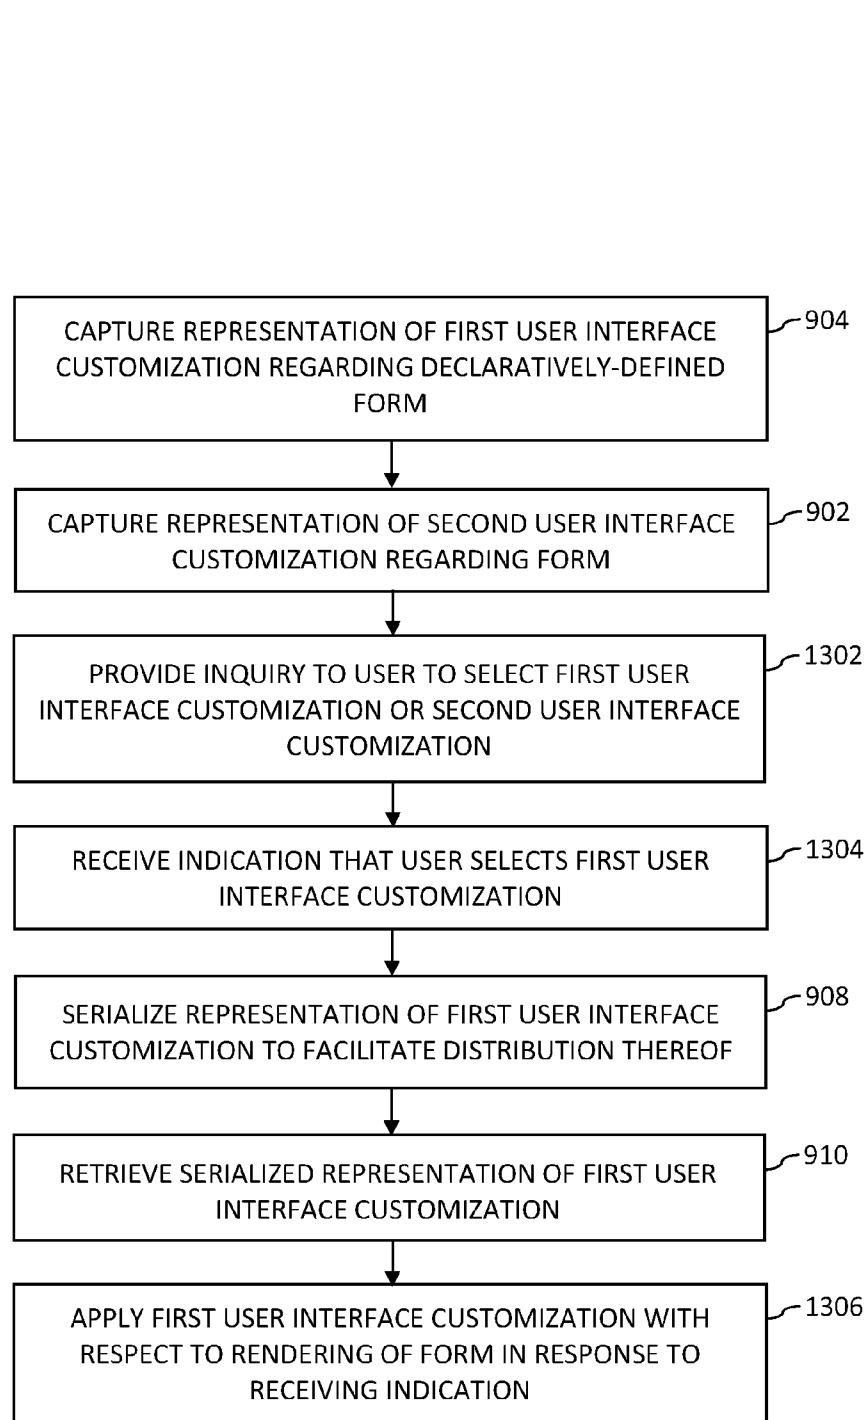 CAPTURE REPRESENTATION OF FIRST USER INTERFACE
CUSTOMIZATION REGARDING DECLARATIVELY-DEFINED
FORM
904
CAPTURE REPRESENTATION OF SECOND USER INTERFACE
CUSTOMIZATION REGARDING FORM
902
PROVIDE INQUIRY TO USER TO SELECT FIRST USER
INTERFACE CUSTOMIZATION OR SECOND USER INTERFACE
CUSTOMIZATION
1302
RECEIVE INDICATION THAT USER SELECTS FIRST USER
INTERFACE CUSTOMIZATION
1304
SERIALIZE REPRESENTATION OF FIRST USER INTERFACE
CUSTOMIZATION TO FACILITATE DISTRIBUTION THEREOF
908
RETRIEVE SERIALIZED REPRESENTATION OF FIRST USER
INTERFACE CUSTOMIZATION
910
APPLY FIRST USER INTERFACE CUSTOMIZATION WITH
RESPECT TO RENDERING OF FORM IN RESPONSE TO
RECEIVING INDICATION
1306